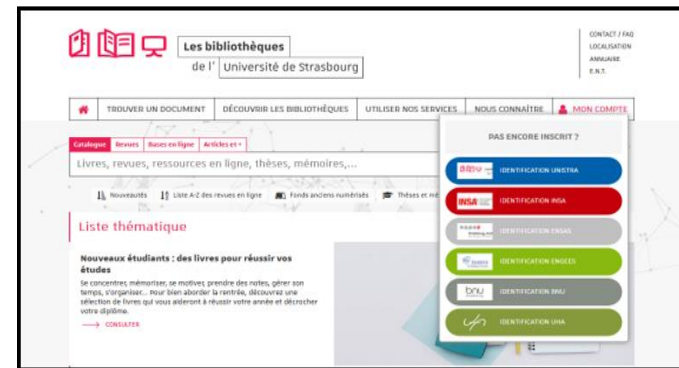 Les bibliothèques
de l' Université de Strasbourg
CONTACT / FAQ
LOCALISATION
ANNUAIRE
E.N.T.
TROUVER UN DOCUMENT DÉCOUVRIR LES BIBLIOTHÈQUES UTILISER NOS SERVICES NOUS CONNAÎTRE MON COMPTE
PAS ENCORE INSCRIT ?
Catalogue Revues Bases en ligne Articles et +
Livres, revues, ressources en ligne, thèses, mémoires,...
Nouveautés Liste A-Z des revues en ligne Fonds anciens numérisés Thèses et mé
IDENTIFICATION UNISTRA
INSA IDENTIFICATION INSA
IDENTIFICATION ENSAS
IDENTIFICATION ENGEES
bnu IDENTIFICATION BNU
IDENTIFICATION UHA
Liste thématique
Nouveaux étudiants : des livres pour réussir vos
études
Se concentrer, mémoriser, se motiver, prendre des notes, gérer son
temps, s'organiser... Pour bien aborder la rentrée, découvrez une
sélection de livres qui vous aideront à réussir votre année et décrocher
votre diplôme.
CONSULTER